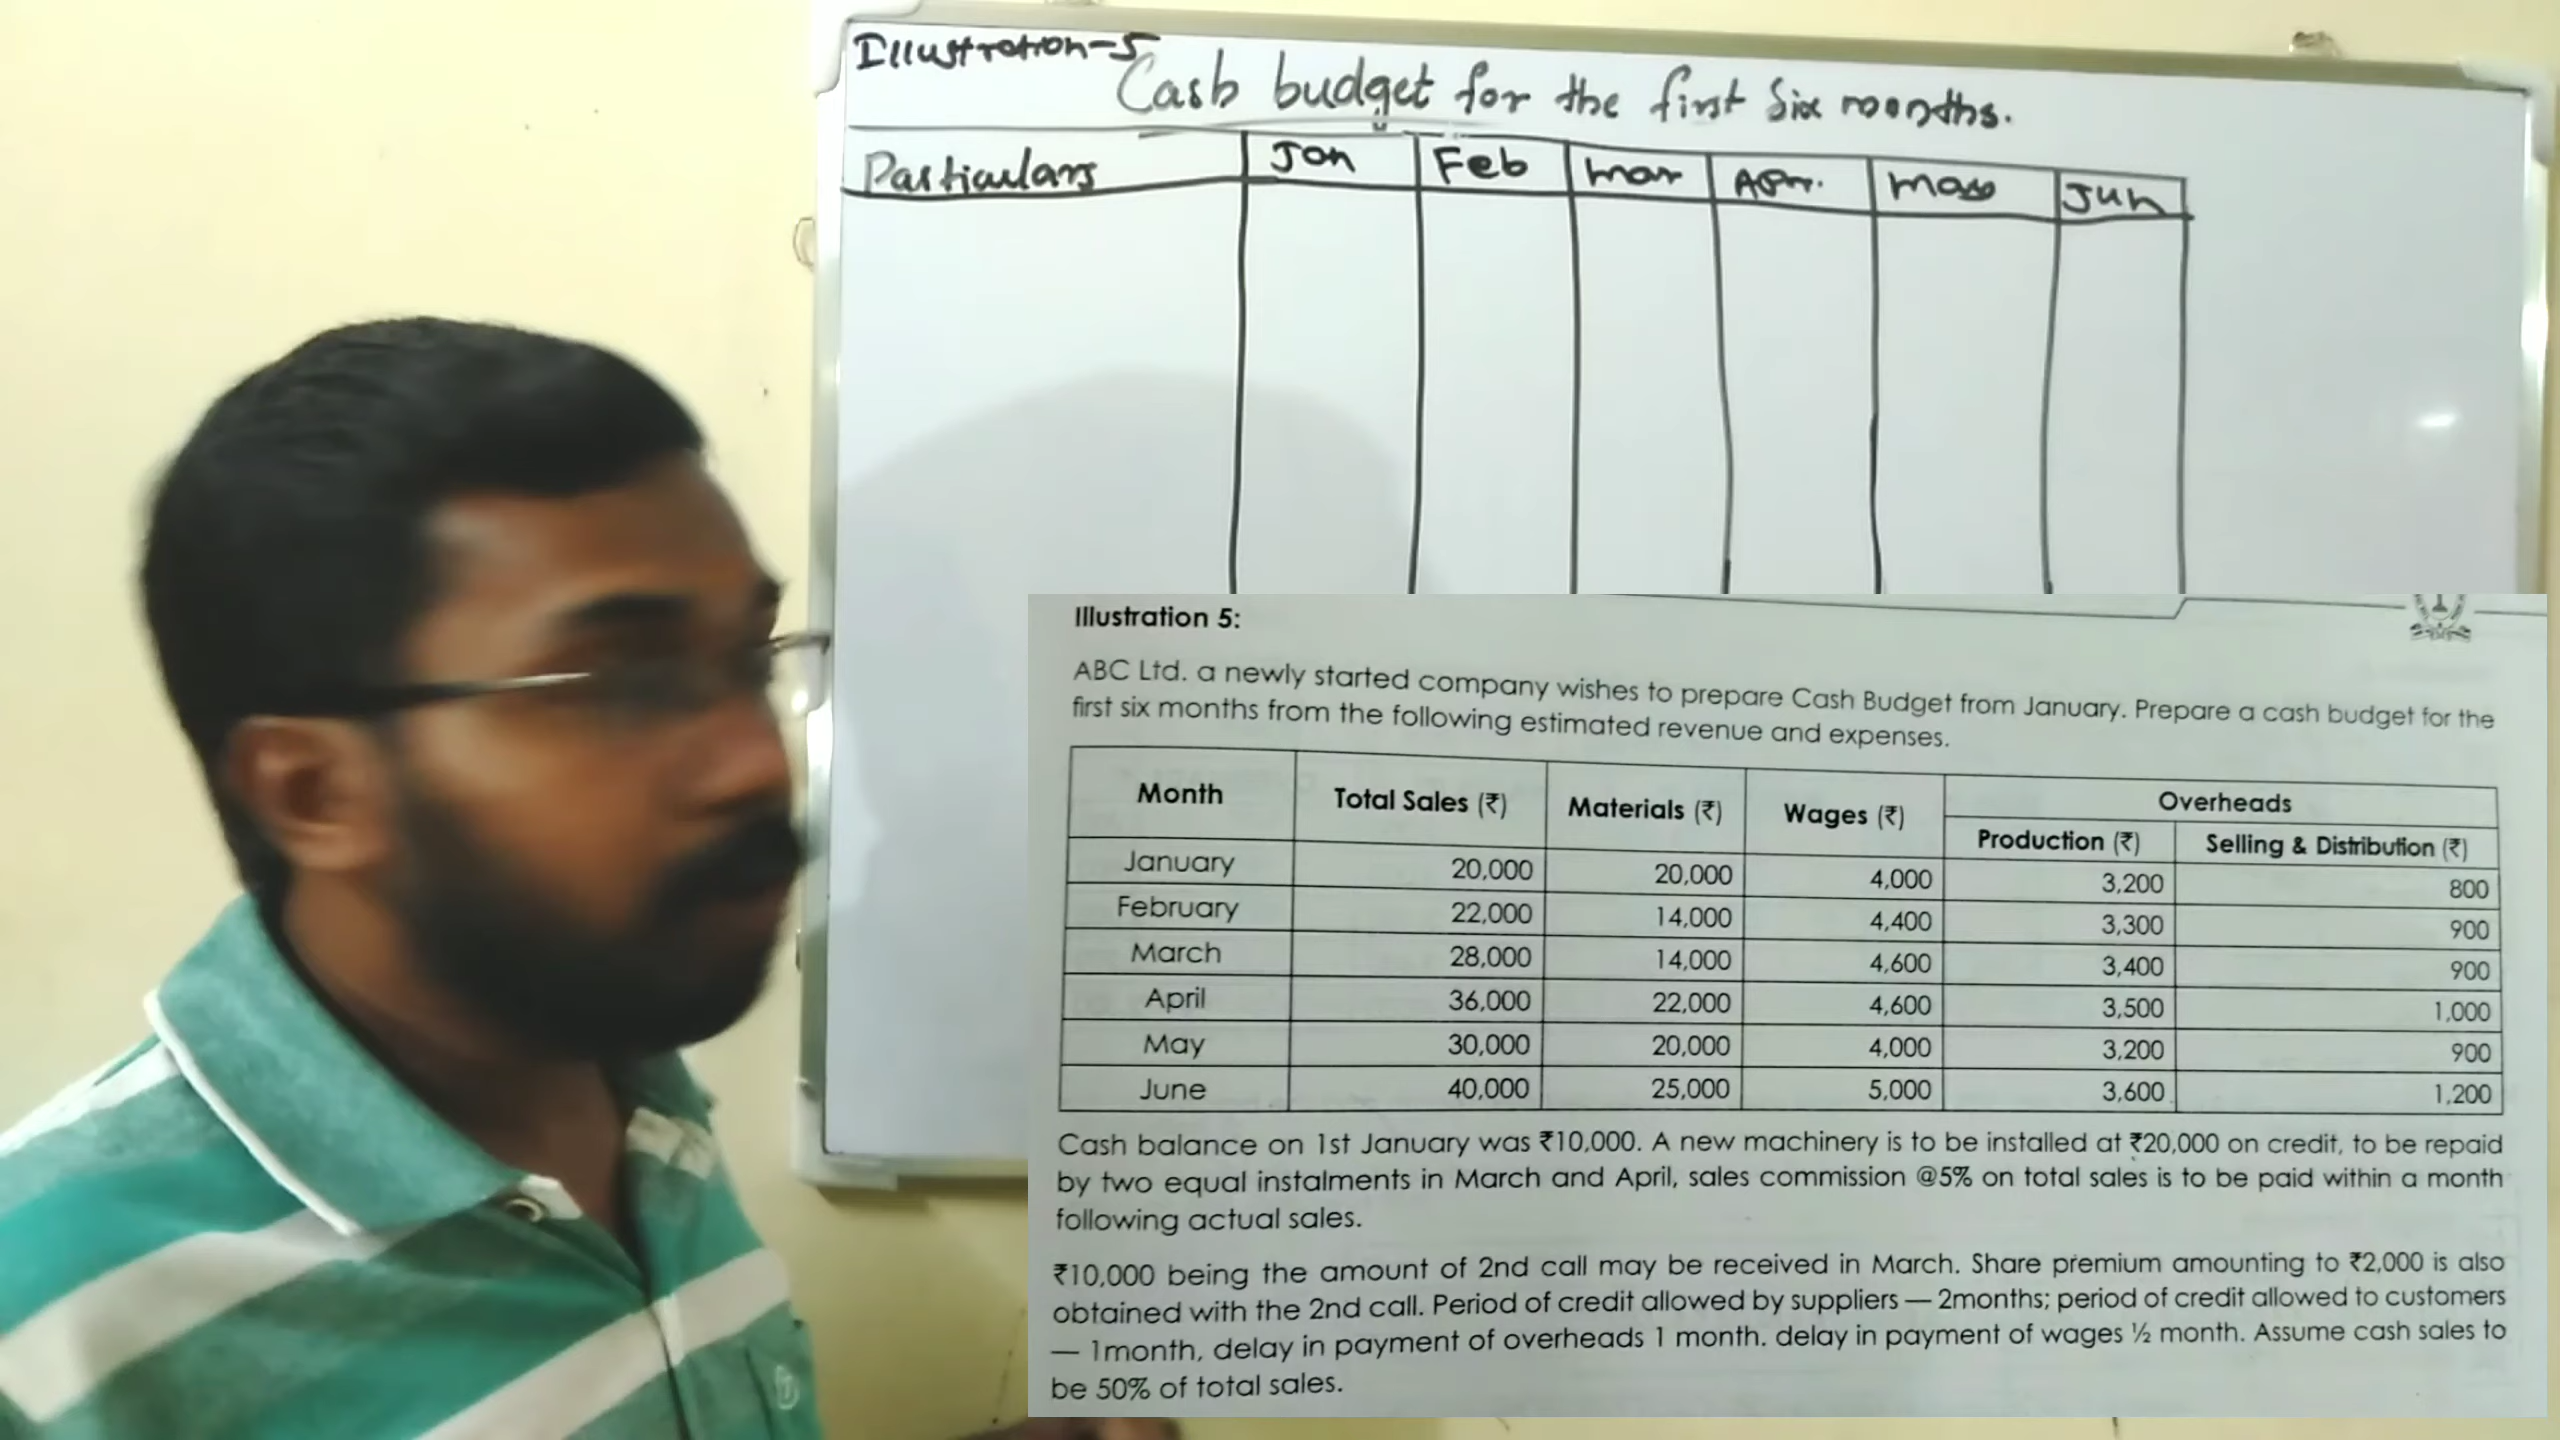 Illustration-5
Cash budget for the first six months.
Particulars Jan Feb Mar Apr. May Jun
Illustration 5:
ABC Ltd. a newly started company wishes to prepare Cash Budget from January. Prepare a cash budget for the
first six months from the following estimated revenue and expenses.
Month Total Sales (₹) Materials (₹) Wages (₹) Overheads
Production (₹) Selling & Distribution (₹)
January 20,000 20,000 4,000 3,200 800
February 22,000 14,000 4,400 3,300 900
March 28,000 14,000 4,600 3,400 900
April 36,000 22,000 4,600 3,500 1,000
May 30,000 20,000 4,000 3,200 900
June 40,000 25,000 5,000 3,600 1,200
Cash balance on 1st January was ₹10,000. A new machinery is to be installed at ₹20,000 on credit, to be repaid
by two equal instalments in March and April, sales commission @5% on total sales is to be paid within a month
following actual sales.
₹10,000 being the amount of 2nd call may be received in March. Share premium amounting to ₹2,000 is also
obtained with the 2nd call. Period of credit allowed by suppliers — 2months; period of credit allowed to customers
— 1month, delay in payment of overheads 1 month. delay in payment of wages ½ month. Assume cash sales to
be 50% of total sales.